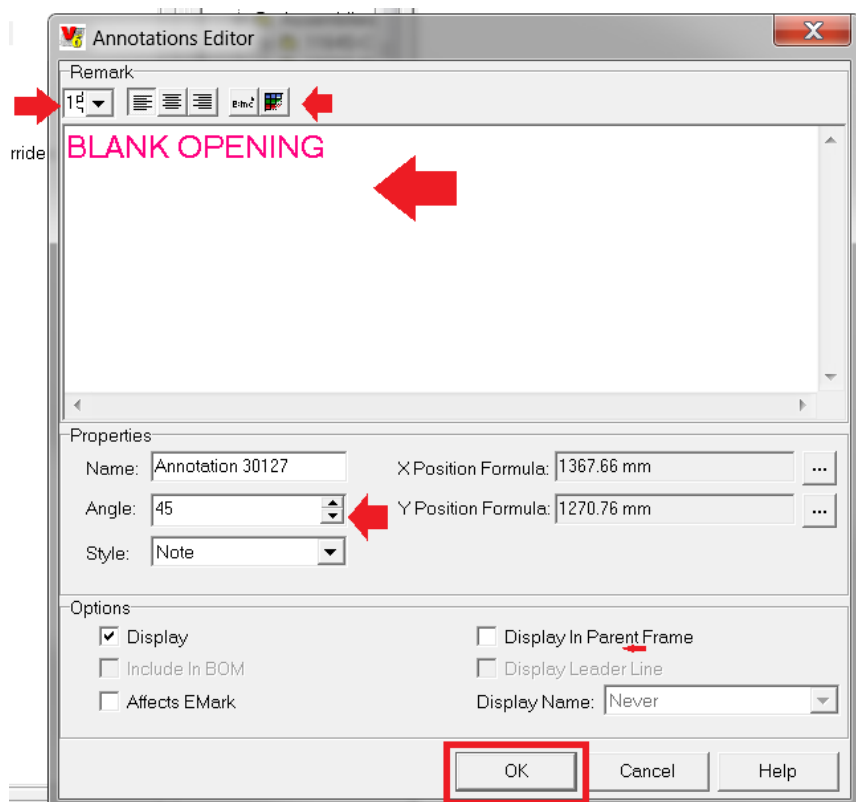 Annotations Editor
Remark
BLANK OPENING
rride
Properties
Name: Annotation 30127 X Position Formula: 1367.66 mm ...
Angle: 45 Y Position Formula: 1270.76 mm ...
Style: Note
Options
Display Display In Parent Frame
Include In BOM Display Leader Line
Affects EMark Display Name: Never
OK Cancel Help